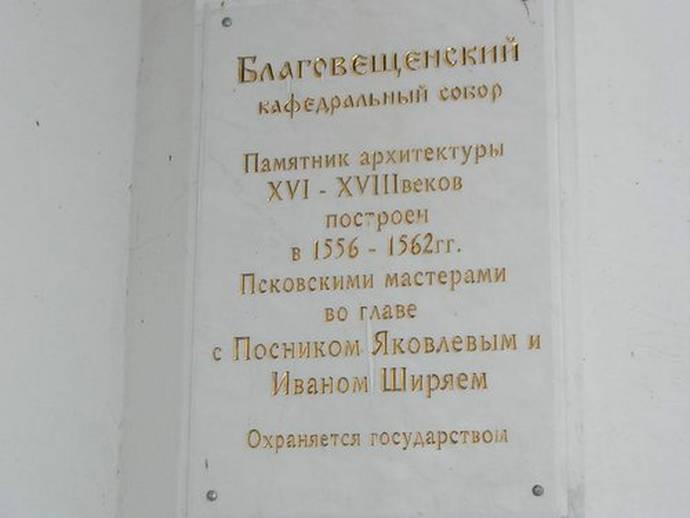 Благовещенский
кафедральный собор
Памятник архитектуры
XVI - XVIIIвеков
построен
в 1556 - 1562гг.
Псковскими мастерами
во главе
с Посником Яковлевым и
Иваном Ширяем
Охраняется государством